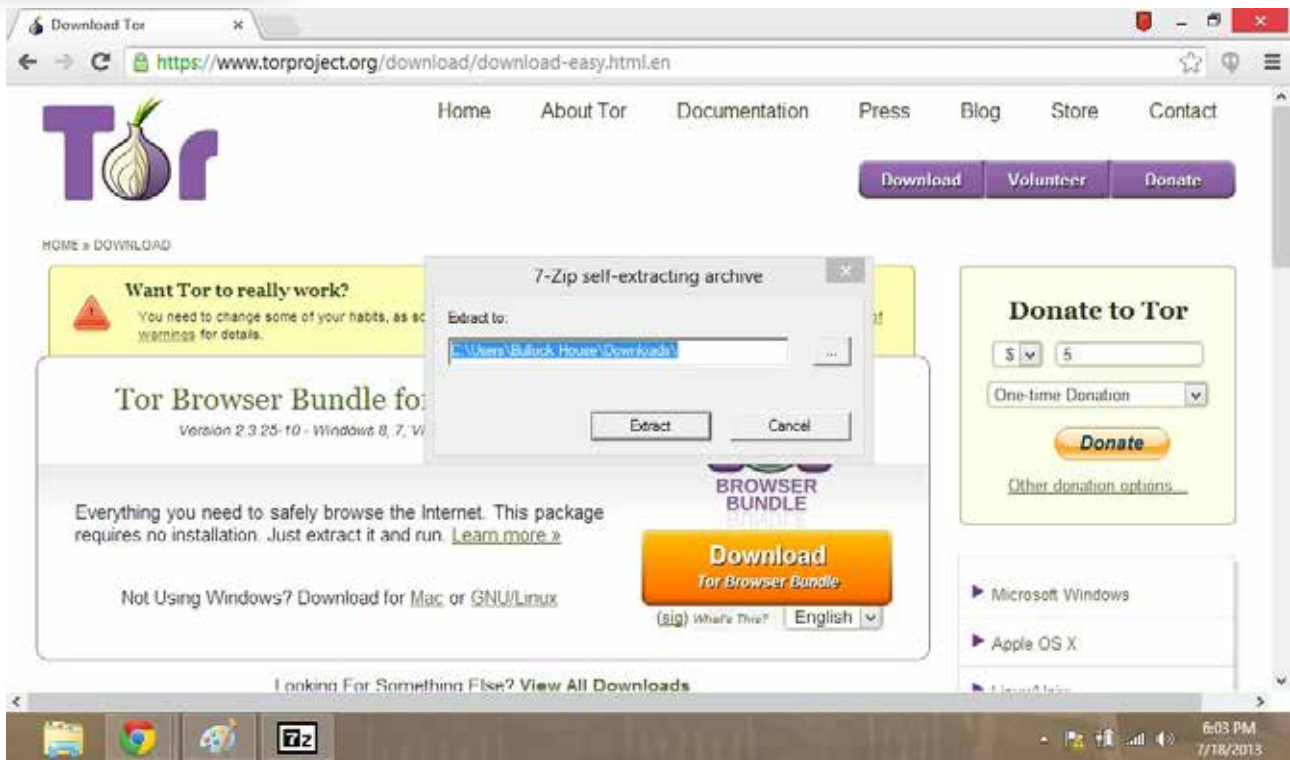 Download Tor
https://www.torproject.org/download/download-easy.html.en
Tor
Home About Tor Documentation Press Blog Store Contact
Download Volunteer Donate
HOME » DOWNLOAD
Want Tor to really work?
You need to change some of your habits, as
warnings for details.
7-Zip self-extracting archive
Extract to:
C:\Users\Bullock House\Downloads\
...
Extract Cancel
Tor Browser Bundle for
Version 2.3.25-10 - Windows 8, 7,
BROWSER
BUNDLE
Everything you need to safely browse the Internet. This package
requires no installation. Just extract it and run. Learn more »
Download
Tor Browser Bundle
Not Using Windows? Download for Mac or GNU/Linux
(sig) What's This? English
Looking For Something Else? View All Downloads
Donate to Tor
$ 5
One-time Donation
Donate
Other donation options...
Microsoft Windows
Apple OS X
7z
6:03 PM
7/18/2013